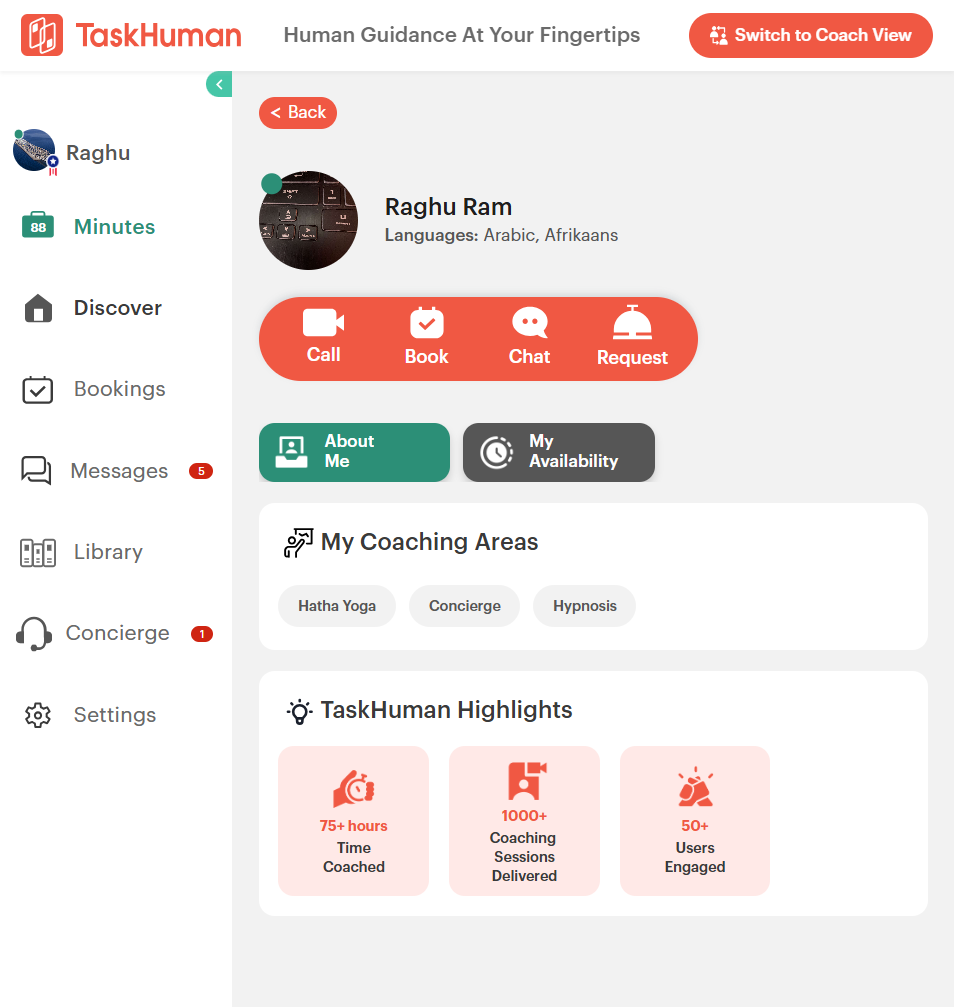 TaskHuman
Human Guidance At Your Fingertips
Switch to Coach View
< Back
Raghu
88
Minutes
Discover
Bookings
Messages
5
Library
Concierge
1
Settings
Raghu Ram
Languages: Arabic, Afrikaans
Call
Book
Chat
Request
About
Me
My
Availability
My Coaching Areas
Hatha Yoga
Concierge
Hypnosis
TaskHuman Highlights
75+ hours
Time
Coached
1000+
Coaching
Sessions
Delivered
50+
Users
Engaged